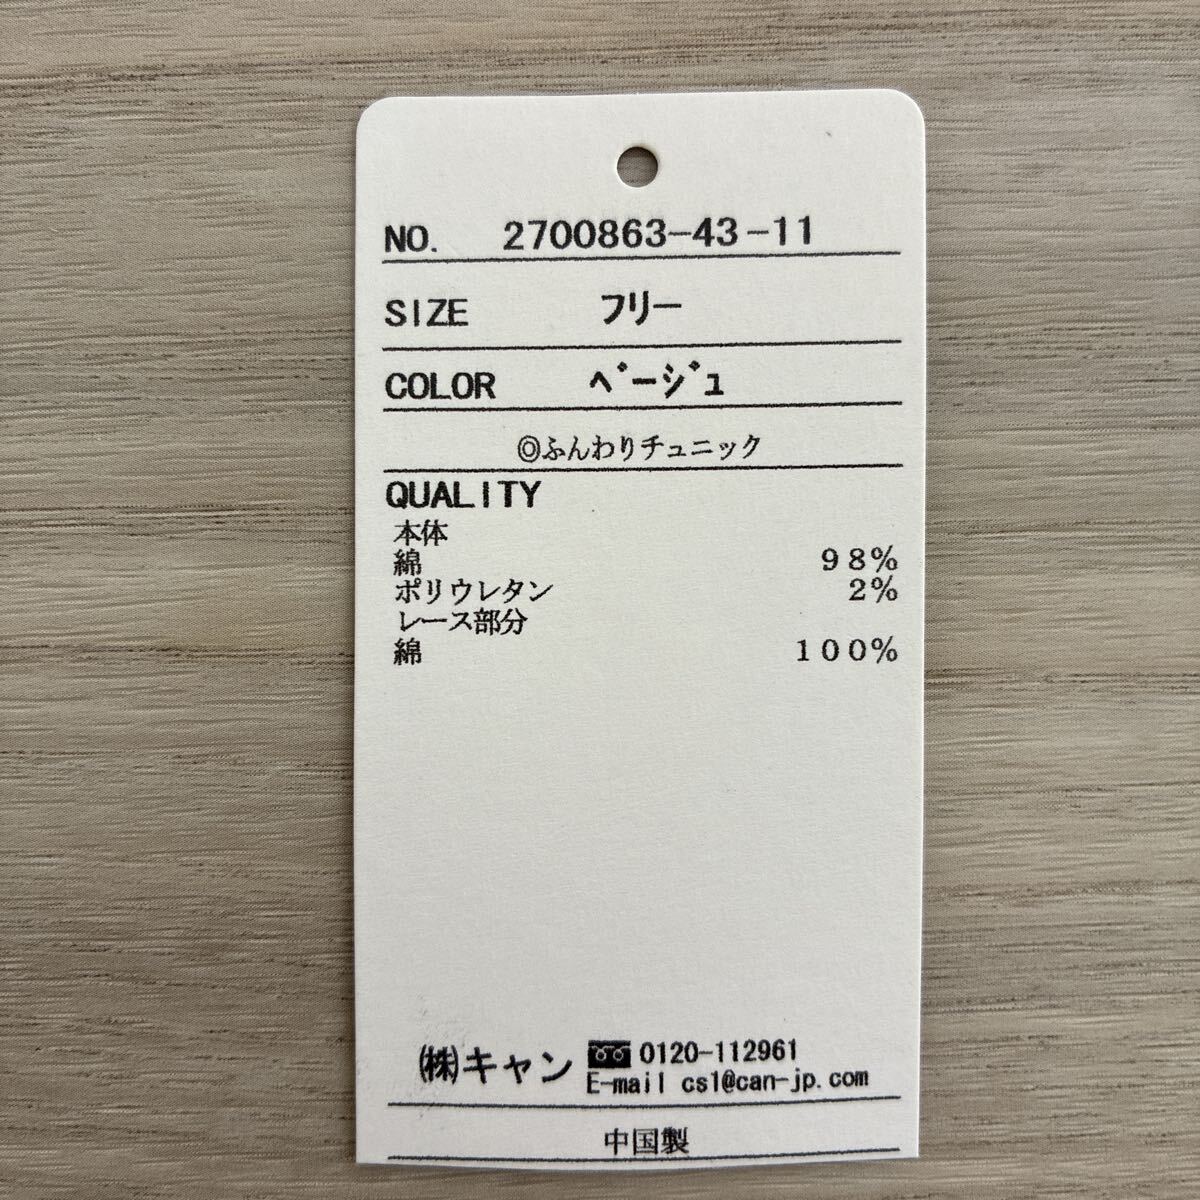 NO. 2700863-43-11
SIZE フリー
COLOR ﾍﾞｰｼﾞｭ
◎ふんわりチュニック
QUALITY
本体
綿 98%
ポリウレタン 2%
レース部分
綿 100%
㈱キャン 0120-112961
E-mail cs1@can-jp.com
中国製